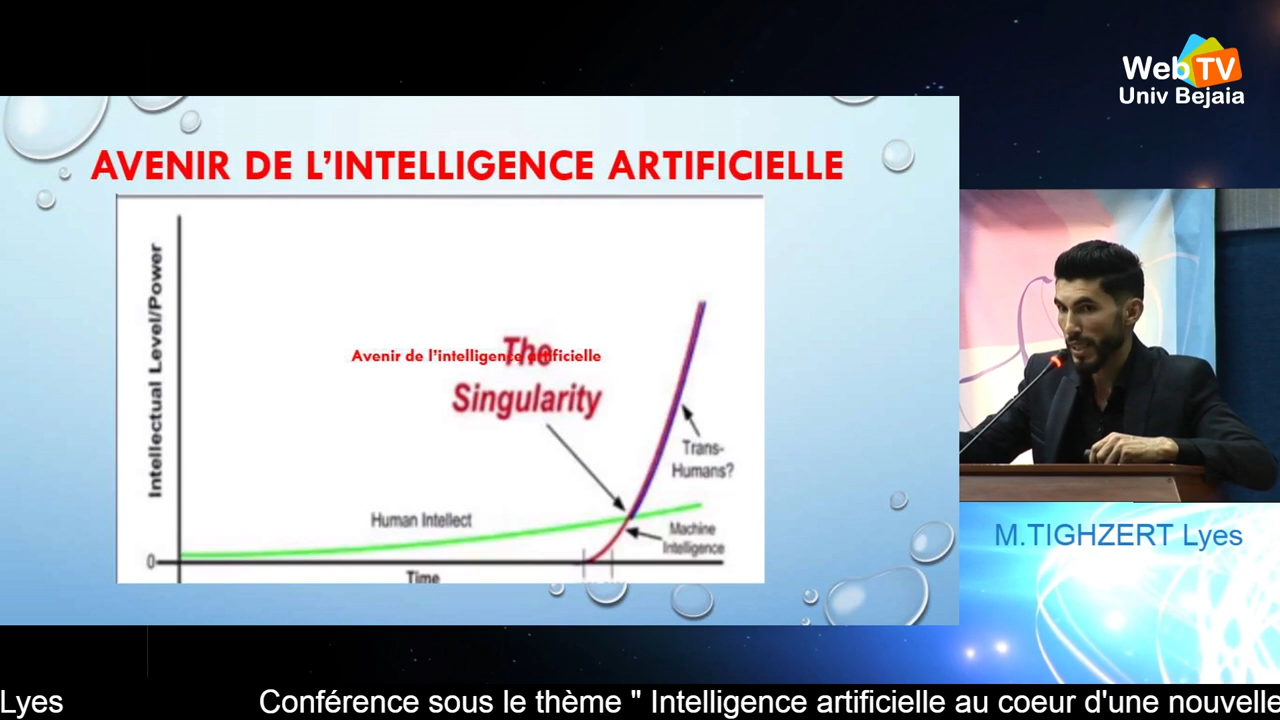 Web TV
Univ Bejaia
AVENIR DE L'INTELLIGENCE ARTIFICIELLE
Intellectual Level/Power
The
Avenir de l'intelligence artificielle
Singularity
Trans-
Humans?
Human Intellect
Machine
Intelligence
0
Time
M.TIGHZERT Lyes
Lyes
Conférence sous le thème " Intelligence artificielle au coeur d'une nouvelle